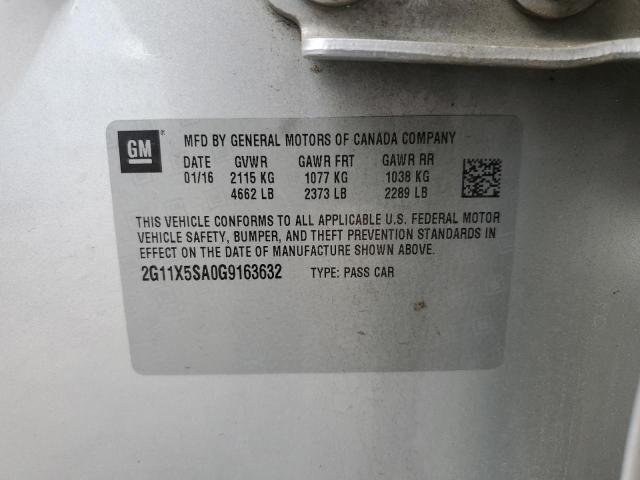 GM ® MFD BY GENERAL MOTORS OF CANADA COMPANY
DATE GVWR GAWR FRT GAWR RR
01/16 2115 KG 1077 KG 1038 KG
4662 LB 2373 LB 2289 LB
THIS VEHICLE CONFORMS TO ALL APPLICABLE U.S. FEDERAL MOTOR
VEHICLE SAFETY, BUMPER, AND THEFT PREVENTION STANDARDS IN
EFFECT ON THE DATE OF MANUFACTURE SHOWN ABOVE.
2G11X5SA0G9163632 TYPE: PASS CAR